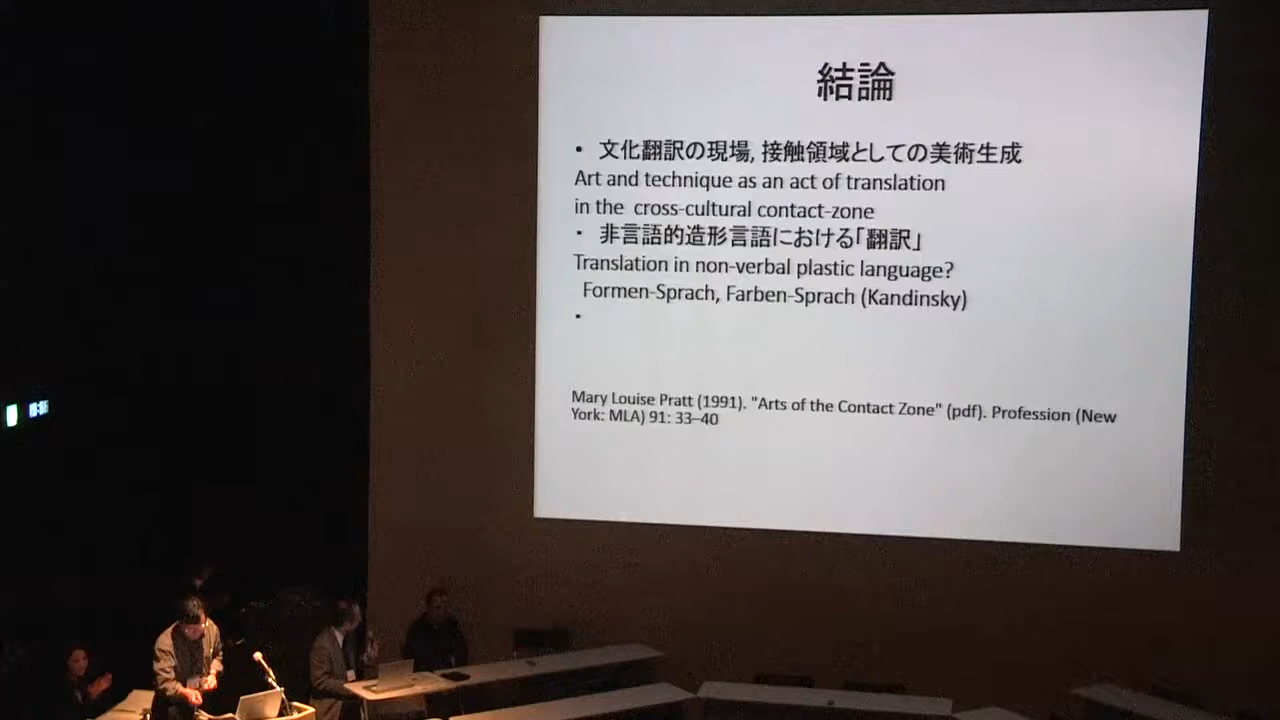 結論
• 文化翻訳の現場, 接触領域としての美術生成
Art and technique as an act of translation
in the cross-cultural contact-zone
• 非言語的造形言語における「翻訳」
Translation in non-verbal plastic language?
Formen-Sprach, Farben-Sprach (Kandinsky)
•
Mary Louise Pratt (1991). "Arts of the Contact Zone" (pdf). Profession (New
York: MLA) 91: 33–40